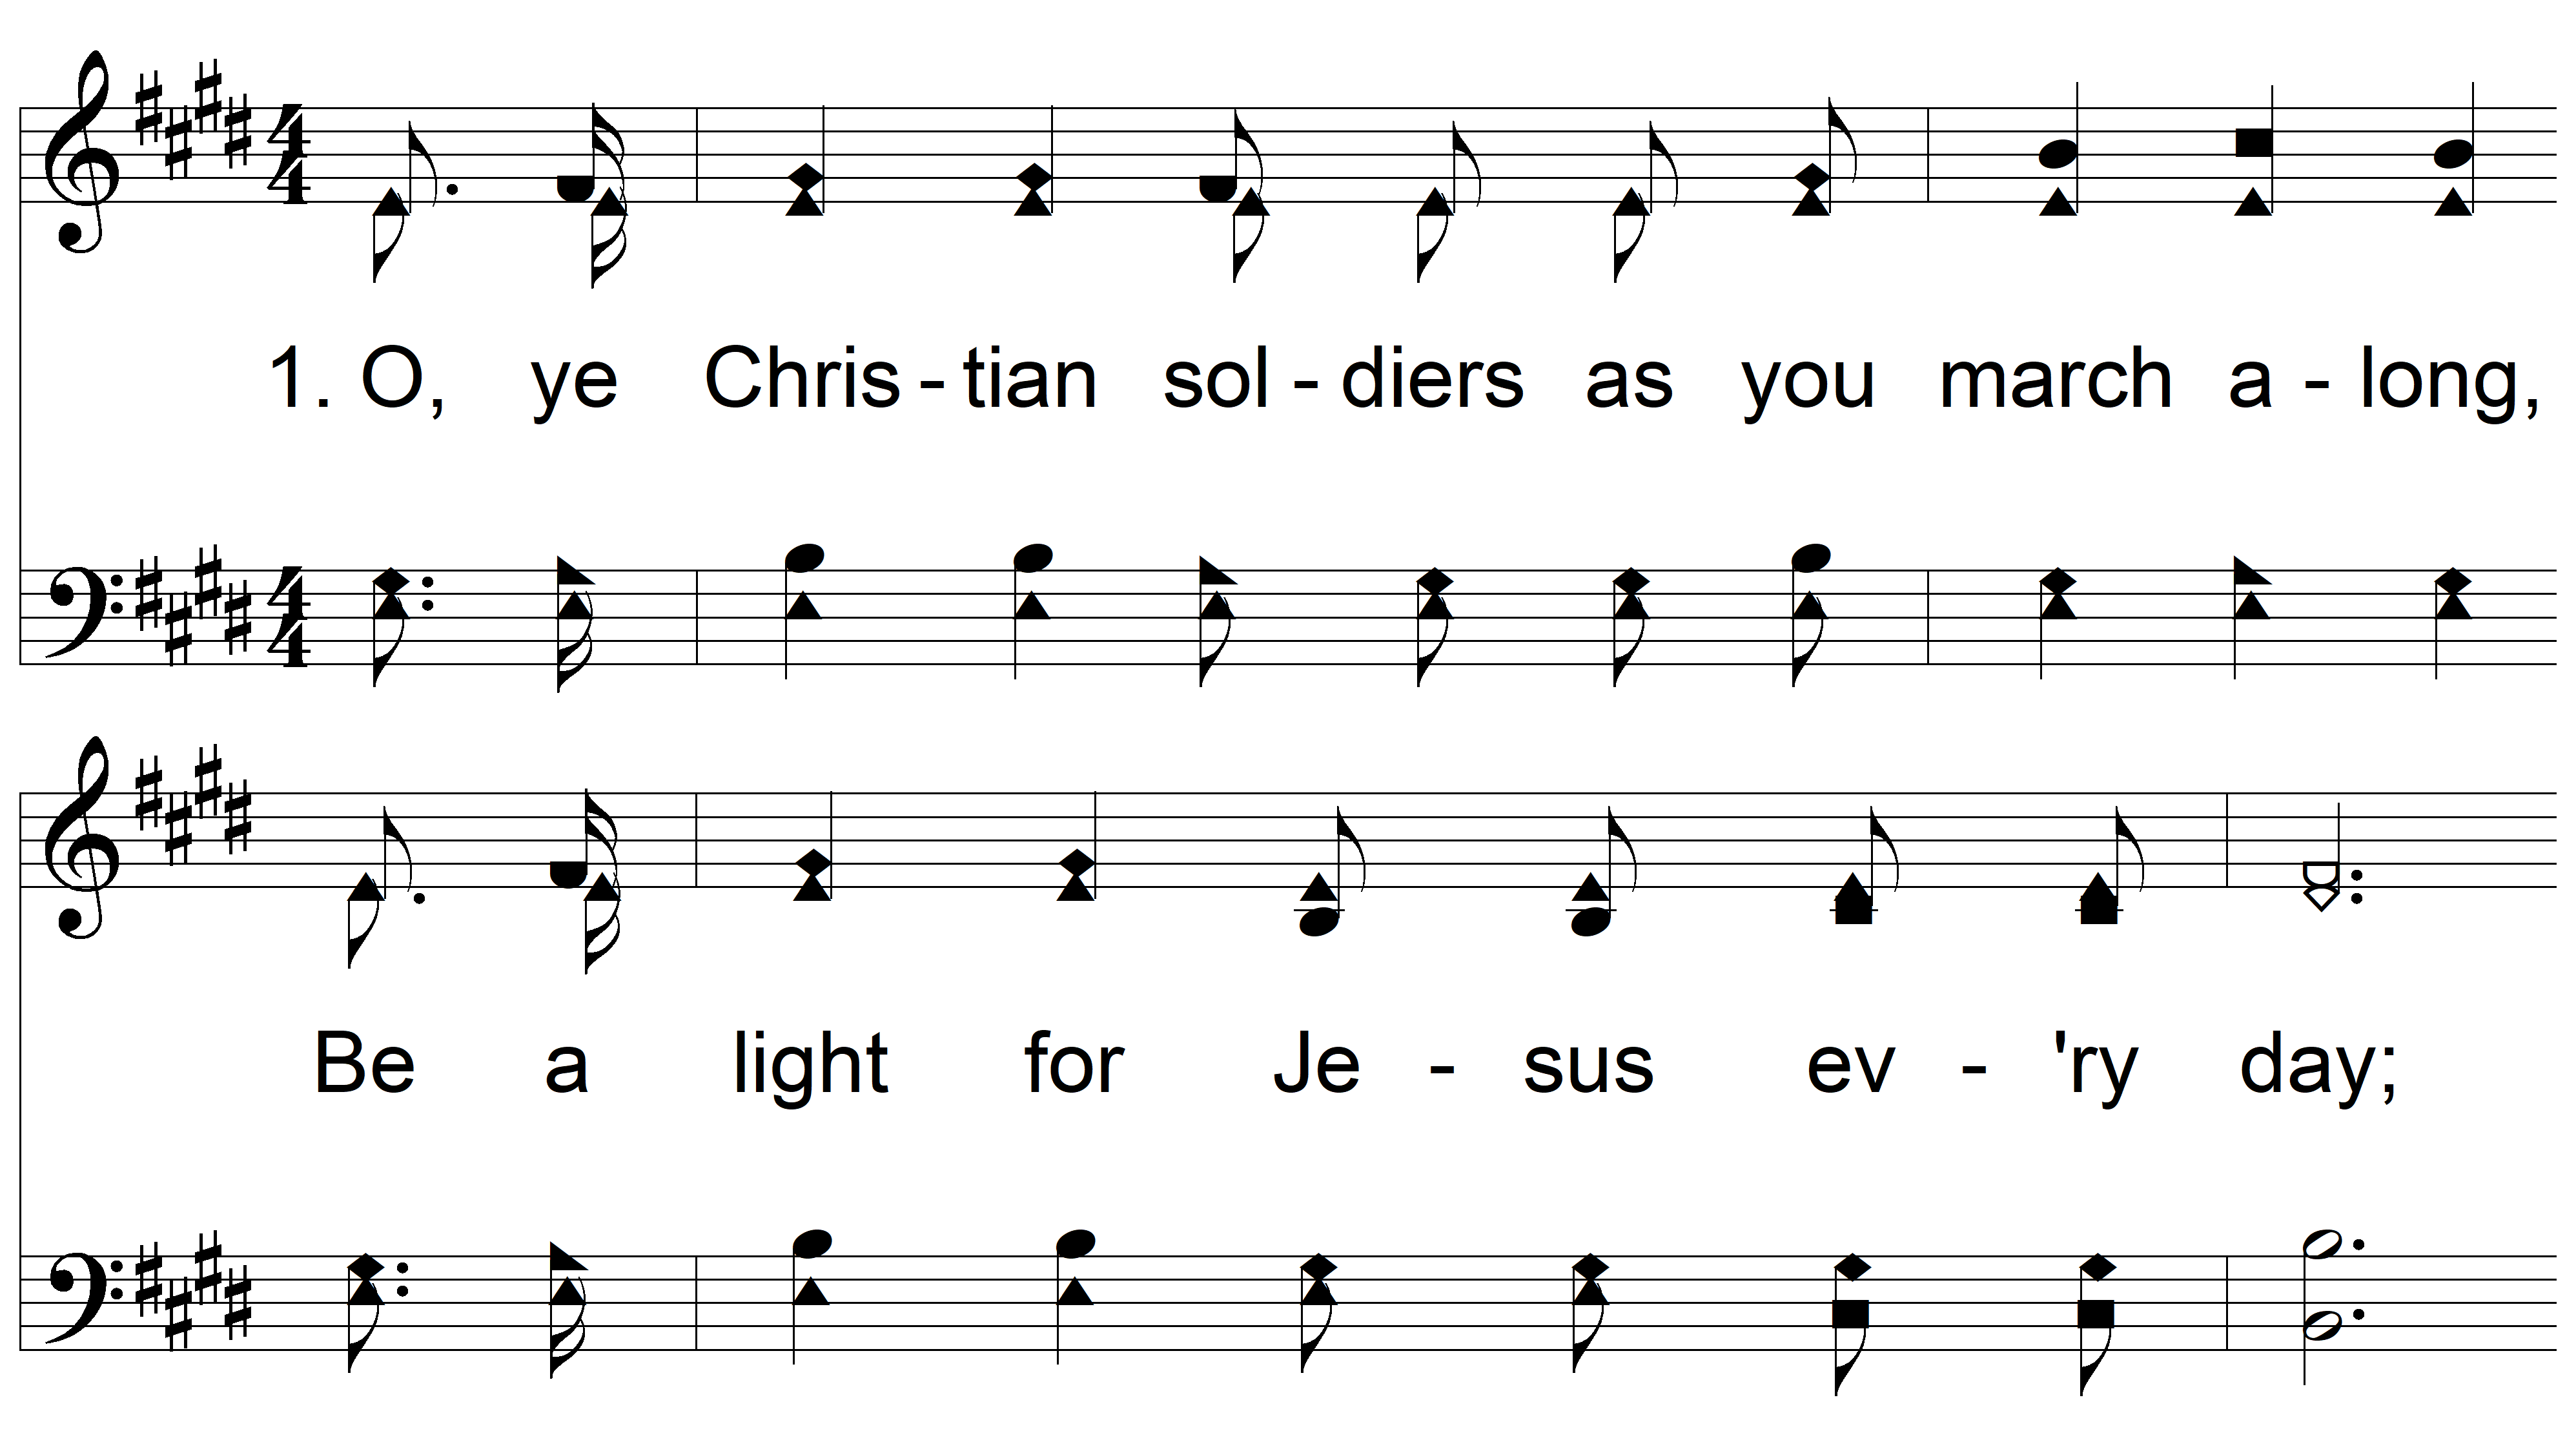 1. O, ye Chris - tian sol - diers as you march a - long,
Be a light for Je - sus ev - 'ry day;